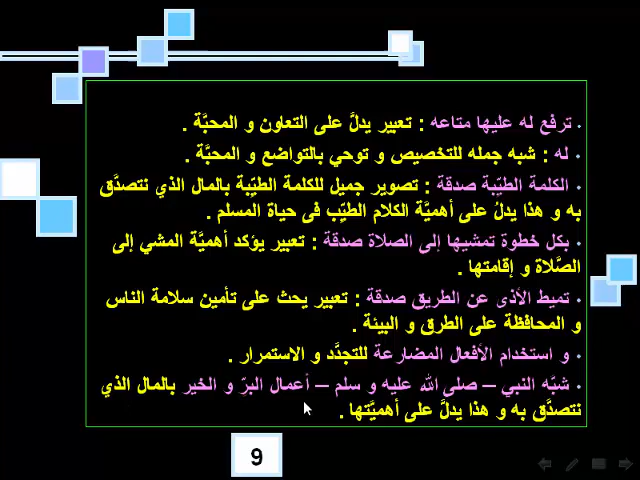 · ترفع له عليها متاعه : تعبير يدلَّ على التعاون و المحبَّة .
· له : شبه جمله للتخصيص و توحي بالتواضع و المحبَّة .
· الكلمة الطيِّبة صدقة : تصوير جميل للكلمة الطيِّبة بالمال الذي تتصدَّق
به و هذا يدلُ على أهميَّة الكلام الطيِّب فى حياة المسلم .
· بكل خطوة تمشيها إلى الصلاة صدقة : تعبير يؤكد أهميَّة المشي إلى
الصَّلاة و إقامتها .
· تميط الأذى عن الطريق صدقة : تعبير يحث على تأمين سلامة الناس
و المحافظة على الطرق و البيئة .
· و استخدام الأفعال المضارعة للتجدَّد و الاستمرار .
· شبَّه النبي – صلى الله عليه و سلم – أعمال البرّ و الخير بالمال الذي
نتصدَّق به و هذا يدلَّ على أهميَّتها .
9